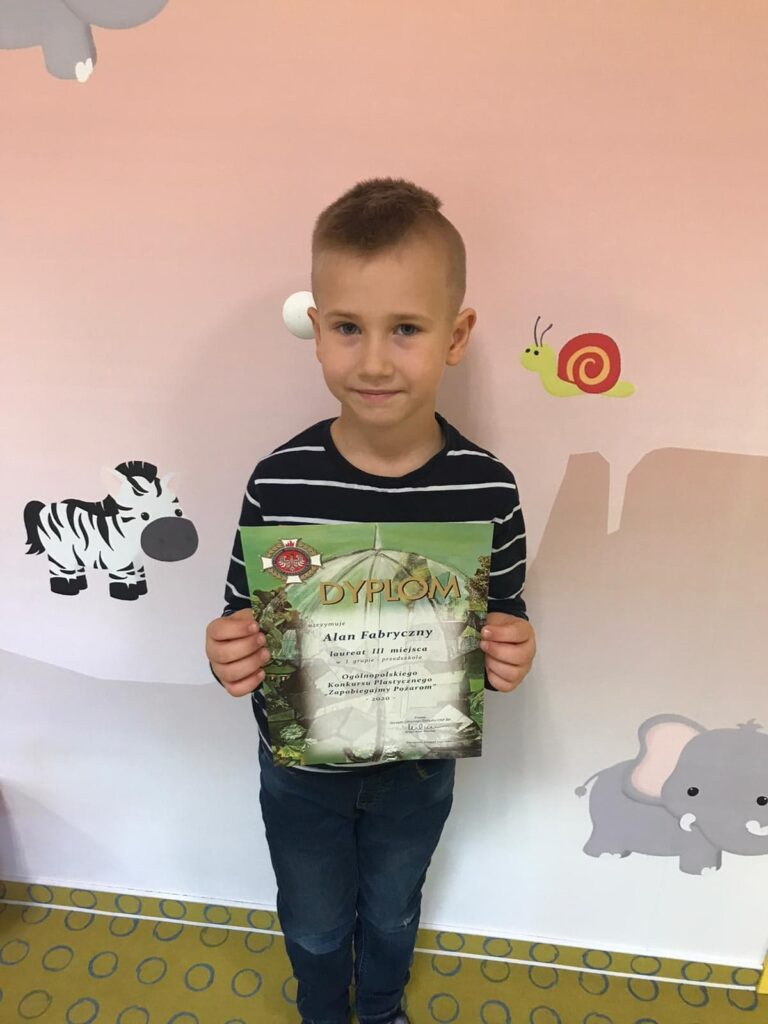 DYPLOM
otrzymuje
Alan Fabryczny
laureat III miejsca
w I grupie - przedszkola
Ogólnopolskiego
Konkursu Plastycznego
"Zapobiegajmy Pożarom"
- 2020 -